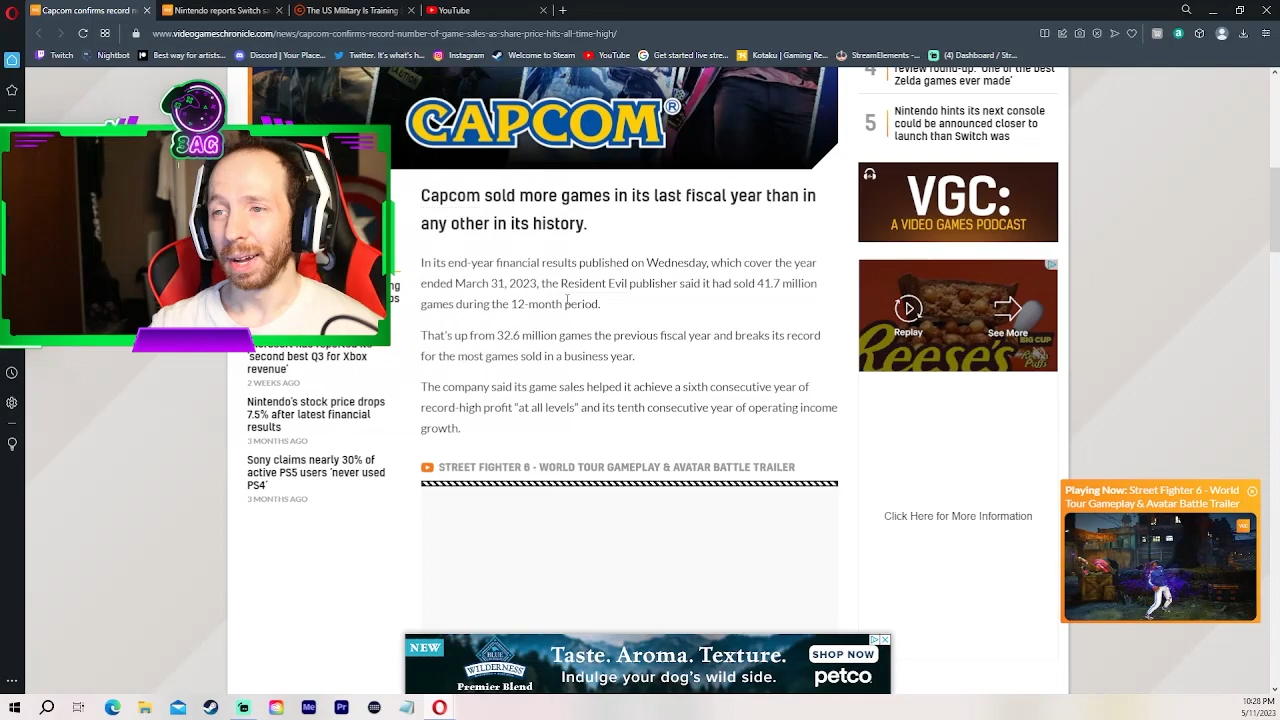 Capcom confirms record n
Nintendo reports Switch sa
The US Military Is Training
YouTube
www.videogameschronicle.com/news/capcom-confirms-record-number-of-game-sales-as-share-price-hits-all-time-high/
Twitch
Nightbot
Best way for artists...
Discord | Your Plac...
Twitter. It's what's...
Instagram
Welcome to Steam
YouTube
Get started live stre...
Kotaku | Gaming Re...
StreamElements - ...
(4) Dashboard / Str...
CAPCOM®
3AG
Capcom sold more games in its last fiscal year than in
any other in its history.
In its end-year financial results published on Wednesday, which cover the year
ended March 31, 2023, the Resident Evil publisher said it had sold 41.7 million
games during the 12-month period.
That's up from 32.6 million games the previous fiscal year and breaks its record
for the most games sold in a business year.
The company said its game sales helped it achieve a sixth consecutive year of
record-high profit "at all levels" and its tenth consecutive year of operating income
growth.
STREET FIGHTER 6 - WORLD TOUR GAMEPLAY & AVATAR BATTLE TRAILER
'second best Q3 for Xbox
revenue'
2 WEEKS AGO
Nintendo's stock price drops
7.5% after latest financial
results
3 MONTHS AGO
Sony claims nearly 30% of
active PS5 users 'never used
PS4'
3 MONTHS AGO
4
review round-up: 'One of the best
Zelda games ever made'
5
Nintendo hints its next console
could be announced closer to
launch than Switch was
VGC:
A VIDEO GAMES PODCAST
Replay
See More
BIG CUP
Reese's
Reese's
Puffs
Click Here for More Information
Playing Now: Street Fighter 6 - World
Tour Gameplay & Avatar Battle Trailer
VGC
NEW
BLUE
WILDERNESS
Premier Blend
Taste. Aroma. Texture.
Indulge your dog's wild side.
SHOP NOW
petco
Me
Pr
10:28 PM
5/11/2023